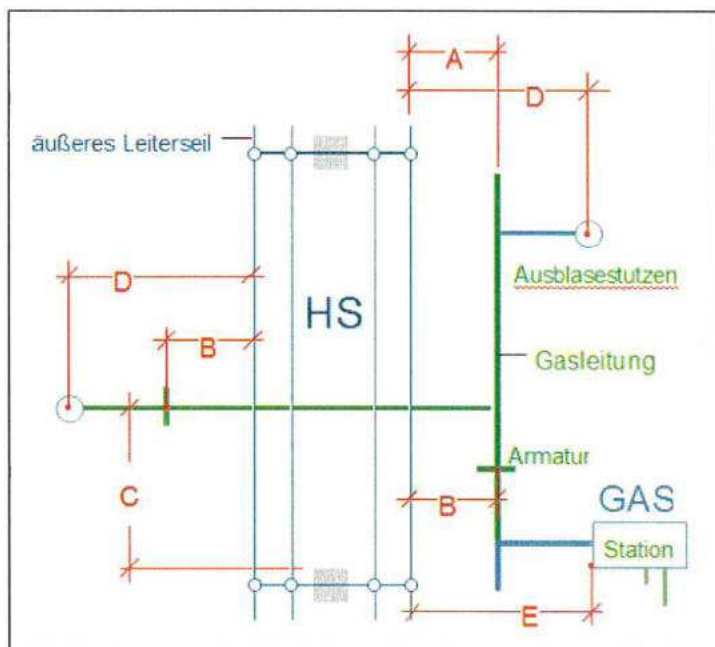 A
D
äußeres Leiterseil
D
Ausblasestutzen
HS
B
Gasleitung
Armatur
C
B
GAS
Station
E